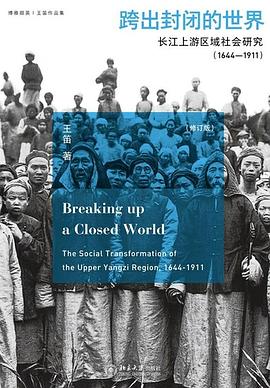 博雅撷英｜王笛作品集
跨出封闭的世界
长江上游区域社会研究
(1644—1911)
(修订版)
王笛 著
Breaking up
a Closed World
The Social Transformation of
the Upper Yangzi Region, 1644-1911
北京大学出版社